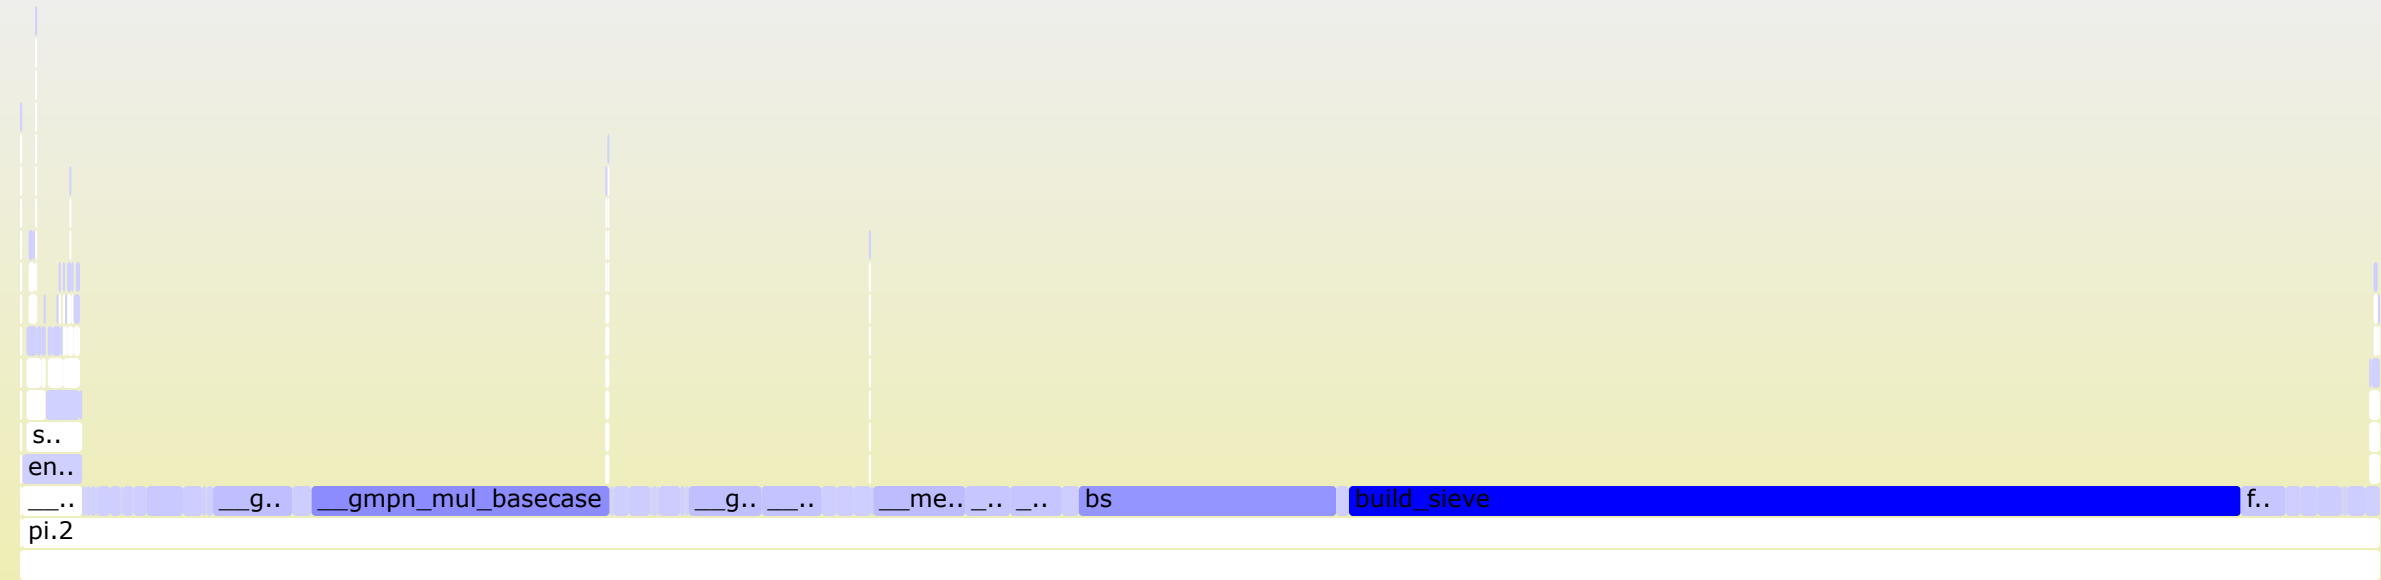 s..
en..
__.. __g.. __gmpn_mul_basecase __g.. __.. __me.. _.. _.. bs build_sieve f..
pi.2